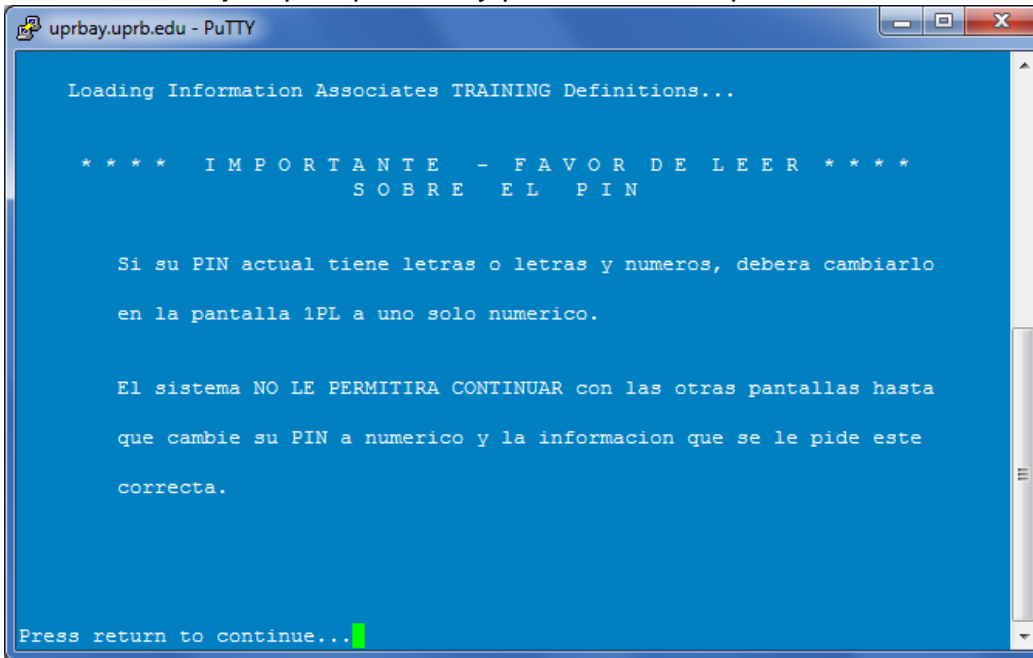 uprbay.uprb.edu - PuTTY
Loading Information Associates TRAINING Definitions...
* * * * I M P O R T A N T E - F A V O R D E L E E R * * * *
S O B R E E L P I N
Si su PIN actual tiene letras o letras y numeros, debera cambiarlo
en la pantalla 1PL a uno solo numerico.
El sistema NO LE PERMITIRA CONTINUAR con las otras pantallas hasta
que cambie su PIN a numerico y la informacion que se le pide este
correcta.
Press return to continue...